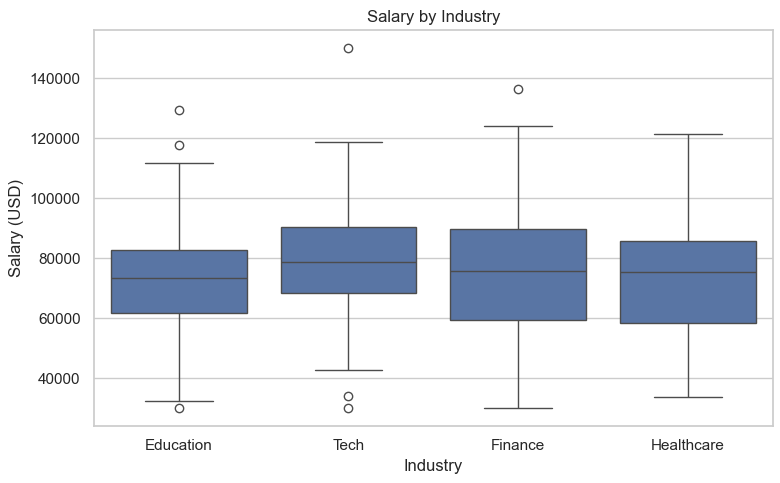 Salary by Industry
140000
120000
100000
80000
60000
40000
Salary (USD)
Education
Tech
Finance
Healthcare
Industry